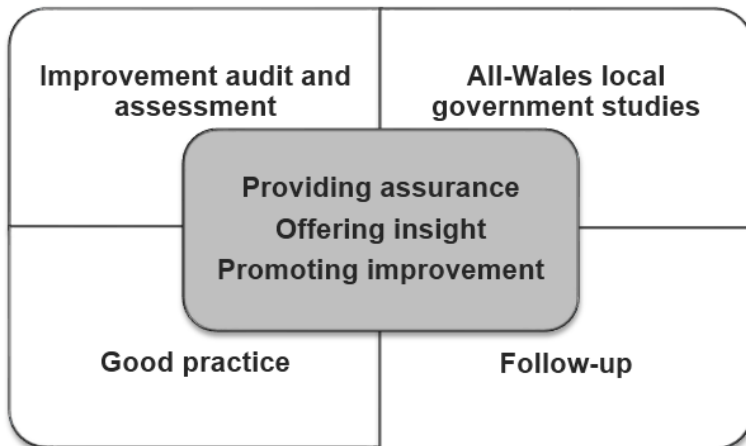 Improvement audit and
assessment
All-Wales local
government studies
Providing assurance
Offering insight
Promoting improvement
Good practice
Follow-up